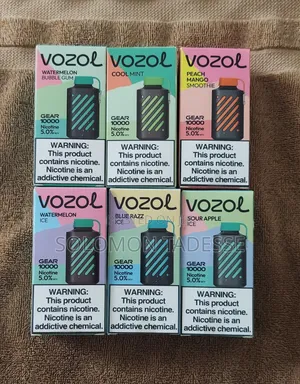 VOZOL
WATERMELON
BUBBLE GUM
GEAR
10000
Nicotine
5.0%
WARNING:
This product
contains nicotine.
Nicotine is an
addictive chemical.
VOZOL
COOL MINT
GEAR
10000
Nicotine
5.0%
WARNING:
This product
contains nicotine.
Nicotine is an
addictive chemical.
VOZOL
PEACH
MANGO
SMOOTHIE
GEAR
10000
Nicotine
5.0%
WARNING:
This product
contains nicotine.
Nicotine is an
addictive chemical.
VOZOL
WATERMELON
ICE
GEAR
10000
Nicotine
5.0%
WARNING:
This product
contains nicotine.
Nicotine is an
addictive chemical.
VOZOL
BLUE RAZZ
ICE
GEAR
10000
Nicotine
5.0%
WARNING:
This product
contains nicotine.
Nicotine is an
addictive chemical.
VOZOL
SOUR APPLE
ICE
GEAR
10000
Nicotine
5.0%
WARNING:
This product
contains nicotine.
Nicotine is an
addictive chemical.
SOLOMON TADESSE